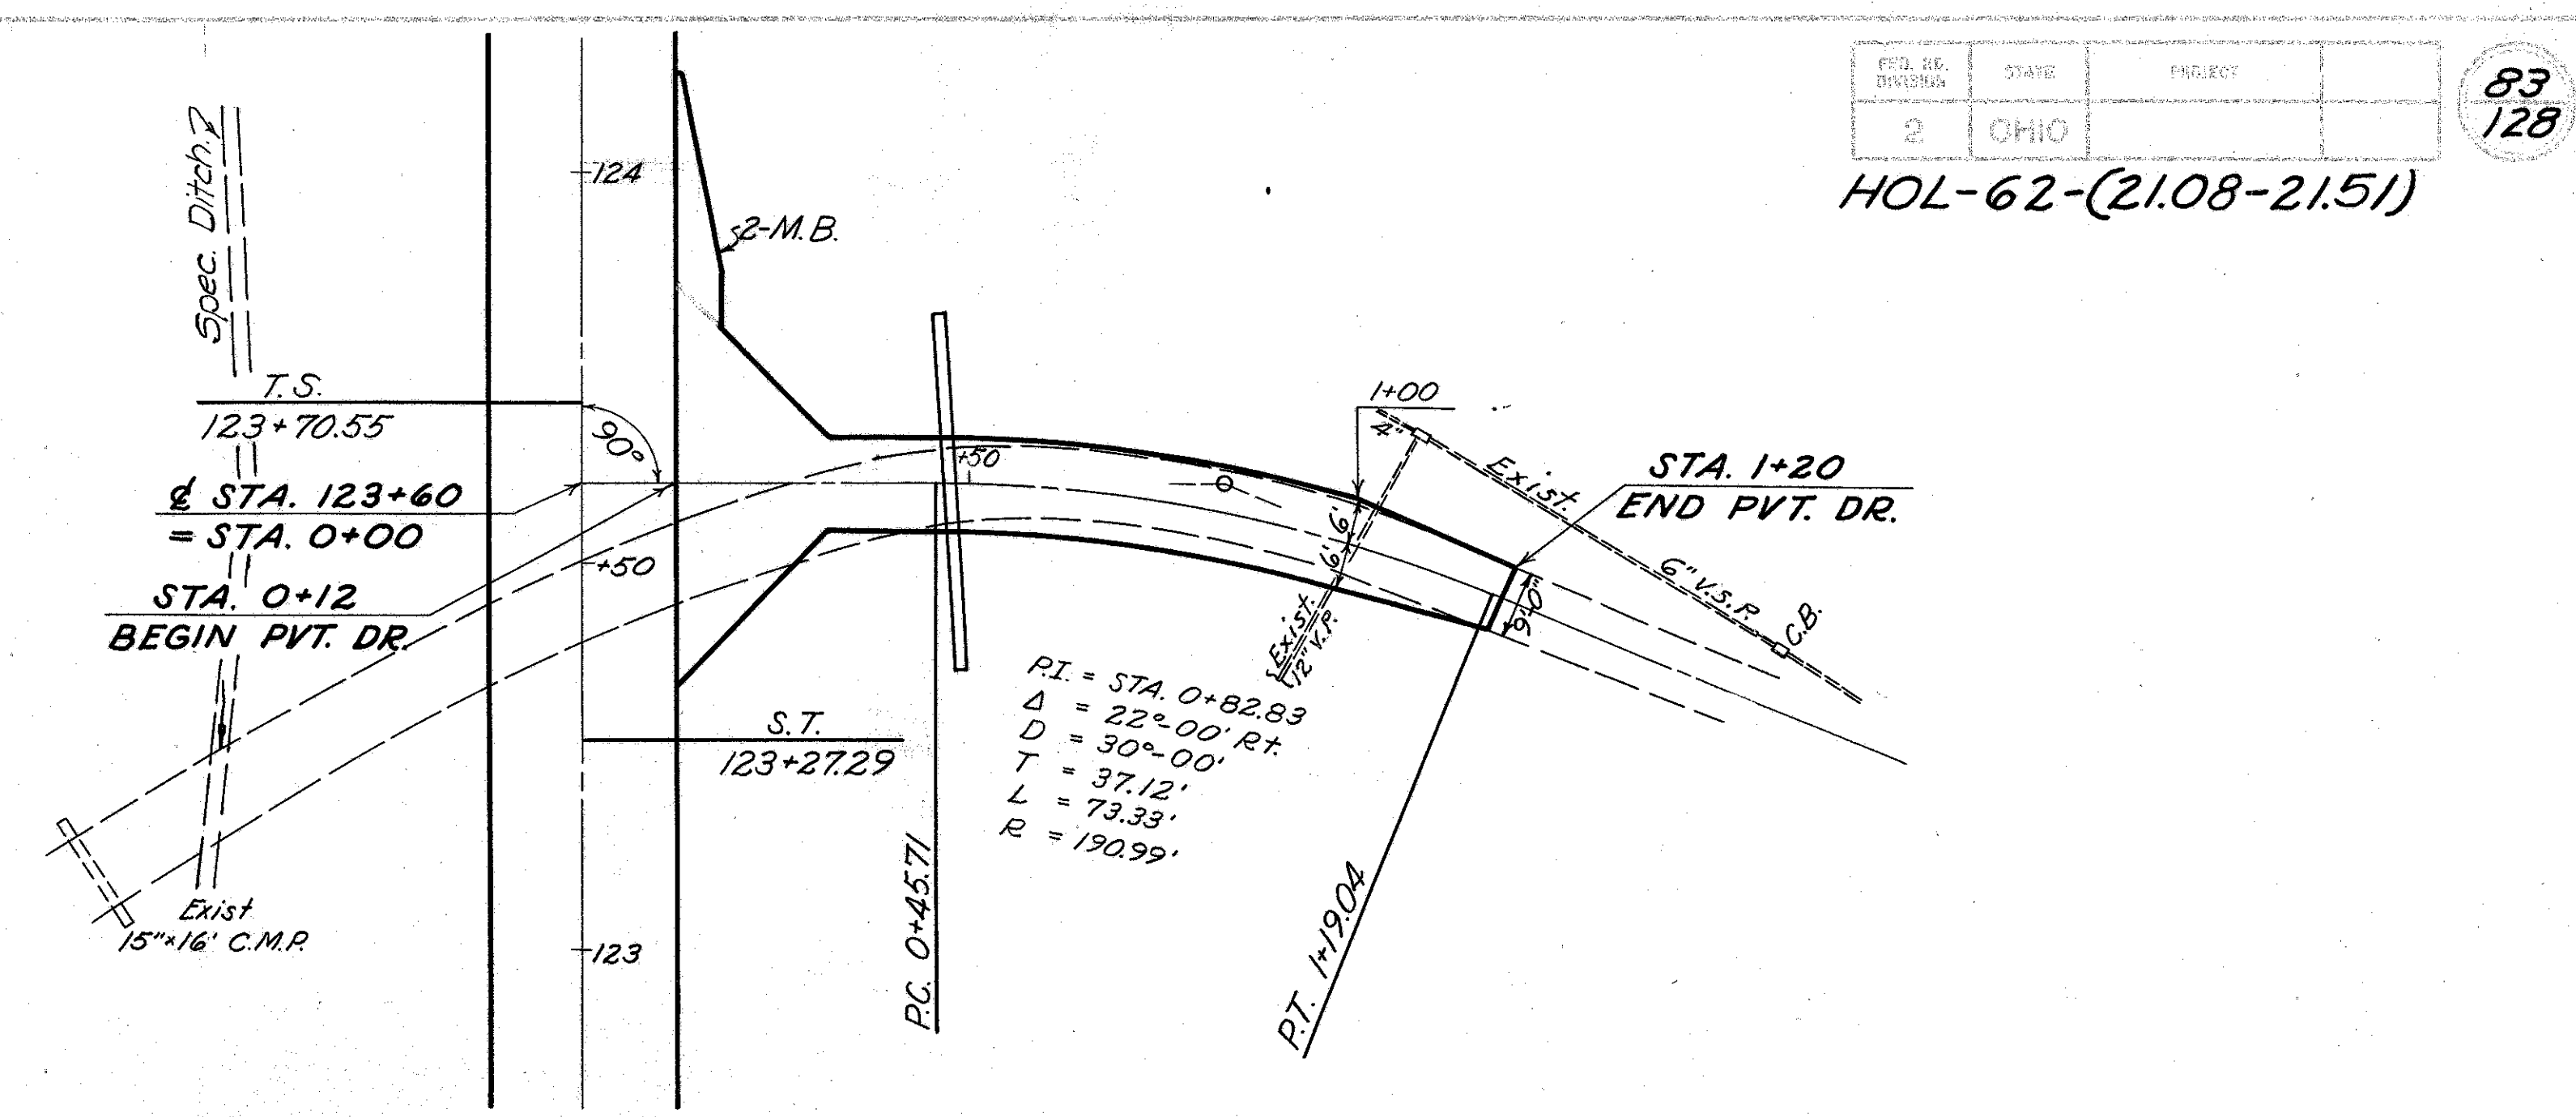 FED. RD.
DIVISION
STATE
PROJECT
2
OHIO
83
128
HOL-62-(21.08-21.51)
Spec. Ditch
124
2-M.B.
T.S.
123+70.55
90°
℄ STA. 123+60
= STA. 0+00
+50
STA. 0+12
BEGIN PVT. DR.
+50
1+00
4"
Exist.
6" V.S.P.
C.B.
STA. 1+20
END PVT. DR.
6'
6'
9'-0"
Exist.
12" V.P.
S.T.
123+27.29
P.I. = STA. 0+82.83
Δ = 22°-00' Rt.
D = 30°-00'
T = 37.12'
L = 73.33'
R = 190.99'
P.C. 0+45.71
P.T. 1+19.04
Exist
15"x16' C.M.P.
123